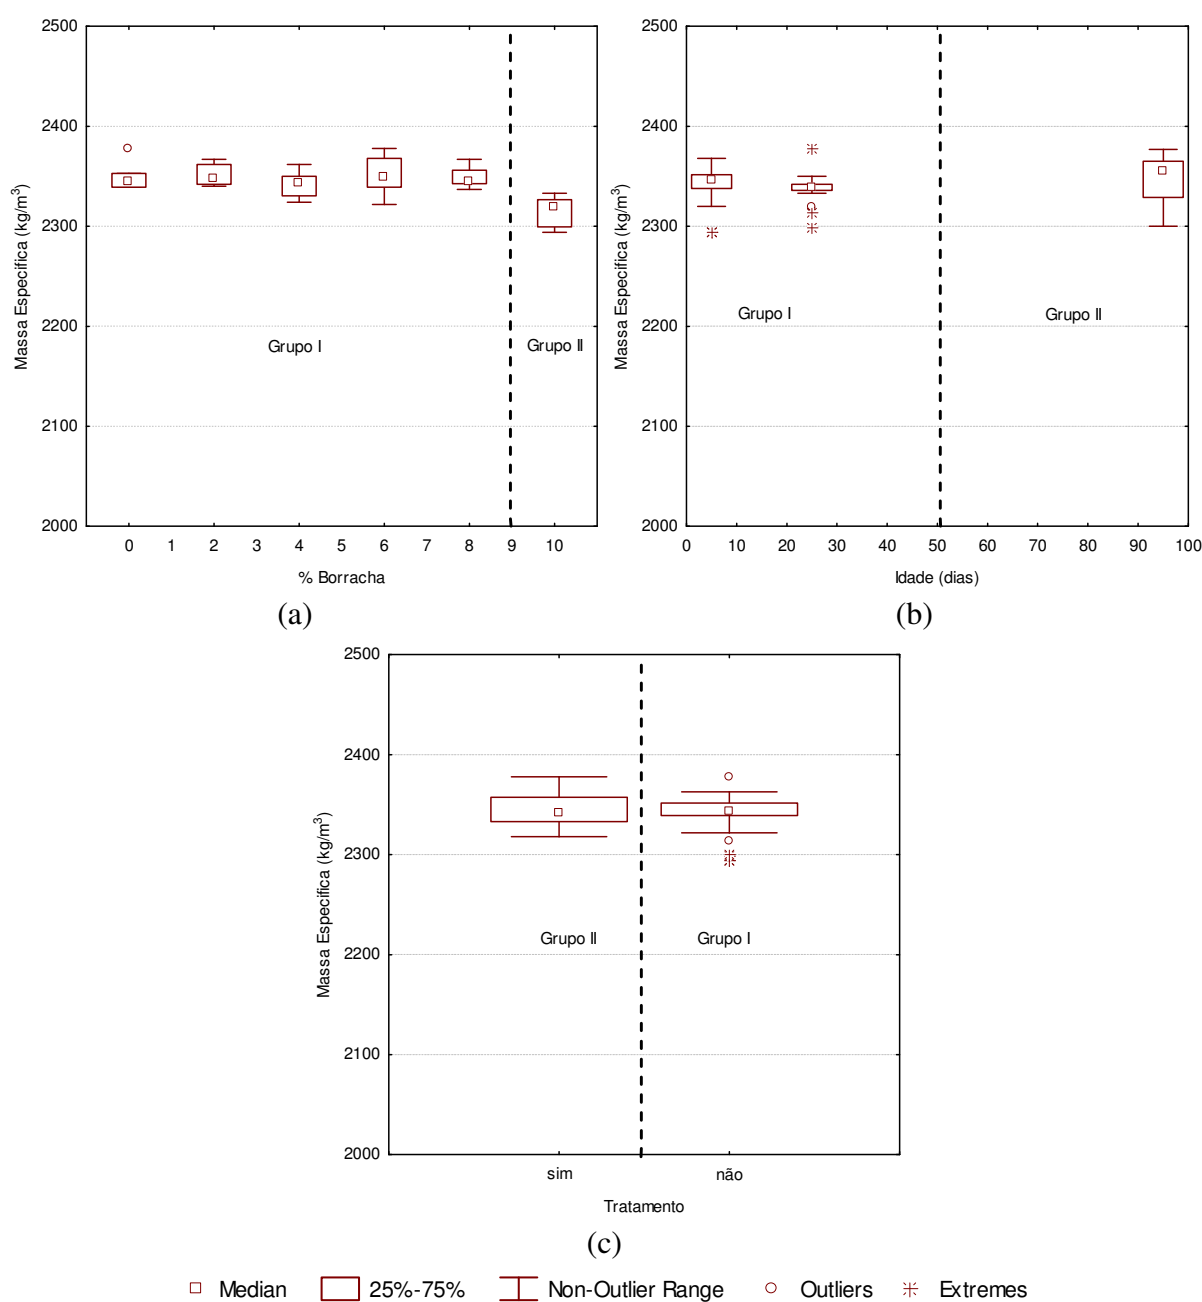 2500
2400
2300
2200
2100
2000
Massa Específica (kg/m³)
Grupo I
Grupo II
0 1 2 3 4 5 6 7 8 9 10
% Borracha
(a)
2500
2400
2300
2200
2100
2000
Massa Específica (kg/m³)
Grupo I
Grupo II
0 10 20 30 40 50 60 70 80 90 100
Idade (dias)
(b)
2500
2400
2300
2200
2100
2000
Massa Específica (kg/m³)
Grupo II
Grupo I
sim não
Tratamento
(c)
Median 25%-75% Non-Outlier Range Outliers Extremes